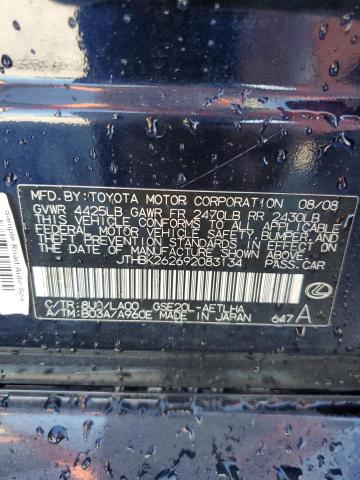 MFD. BY: TOYOTA MOTOR CORPORATION 08/08
GVWR 4425LB GAWR FR 2470LB RR 2430LB
THIS VEHICLE CONFORMS TO ALL APPLICABLE
FEDERAL MOTOR VEHICLE SAFETY, BUMPER, AND
THEFT PREVENTION STANDARDS IN EFFECT ON
THE DATE OF MANUFACTURE SHOWN ABOVE.
JTHBK262692083134
C/TR: 8U0/LA00 GSE20L-AETLHA
A/TM: B03A/A960E MADE IN JAPAN 647 A